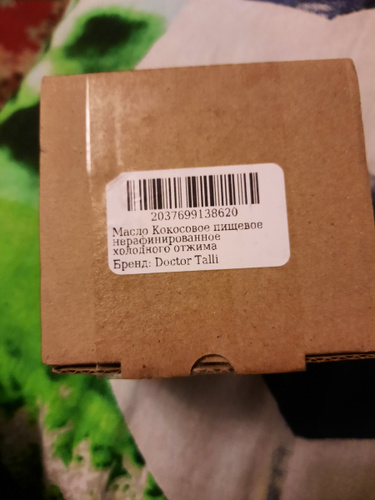 2037699138620
Масло Кокосовое пищевое
нерафинированное
холодного отжима
Бренд: Doctor Talli